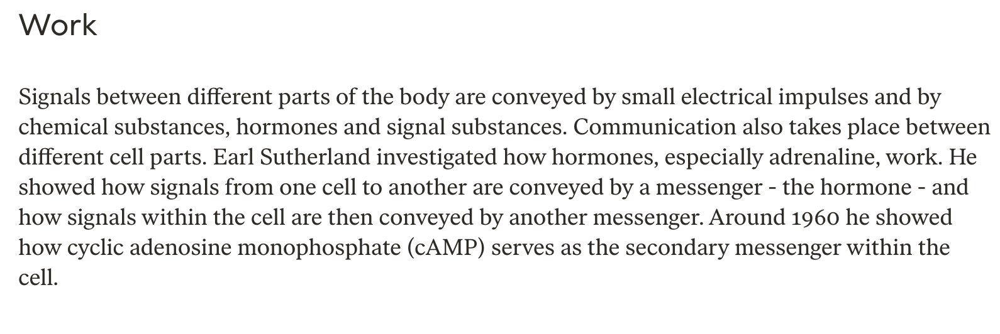 Work
Signals between different parts of the body are conveyed by small electrical impulses and by
chemical substances, hormones and signal substances. Communication also takes place between
different cell parts. Earl Sutherland investigated how hormones, especially adrenaline, work. He
showed how signals from one cell to another are conveyed by a messenger - the hormone - and
how signals within the cell are then conveyed by another messenger. Around 1960 he showed
how cyclic adenosine monophosphate (cAMP) serves as the secondary messenger within the
cell.